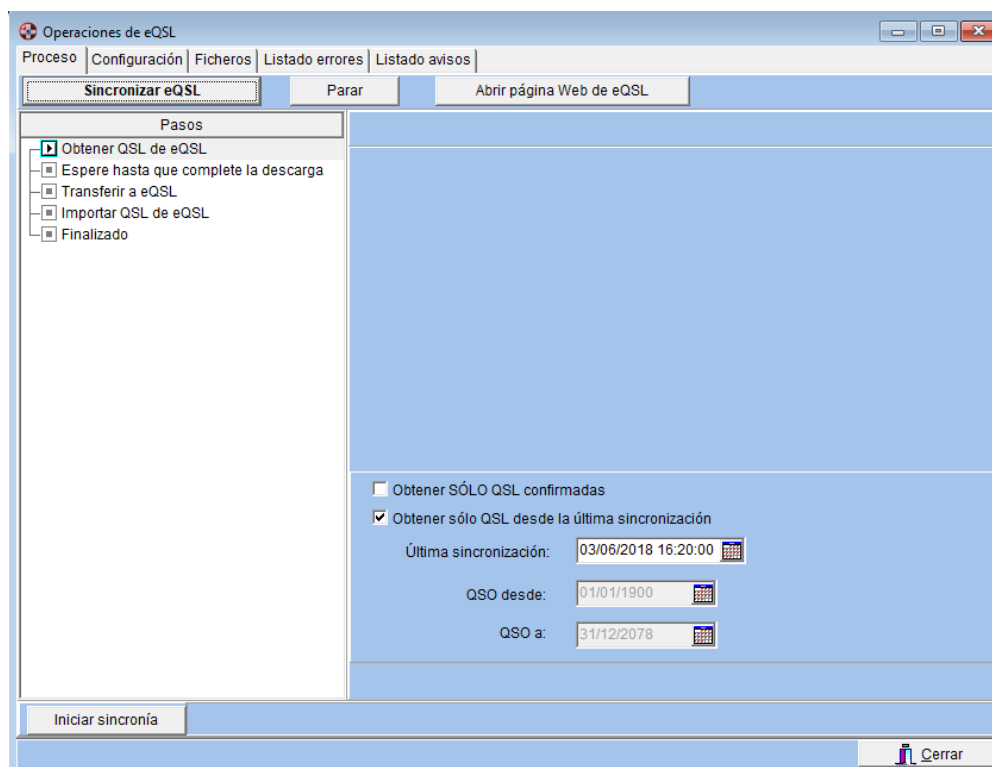 Operaciones de eQSL
Proceso Configuración Ficheros Listado errores Listado avisos
Sincronizar eQSL Parar Abrir página Web de eQSL
Pasos
Obtener QSL de eQSL
Espere hasta que complete la descarga
Transferir a eQSL
Importar QSL de eQSL
Finalizado
Obtener SÓLO QSL confirmadas
Obtener sólo QSL desde la última sincronización
Última sincronización: 03/06/2018 16:20:00
QSO desde: 01/01/1900
QSO a: 31/12/2078
Iniciar sincronía
Cerrar